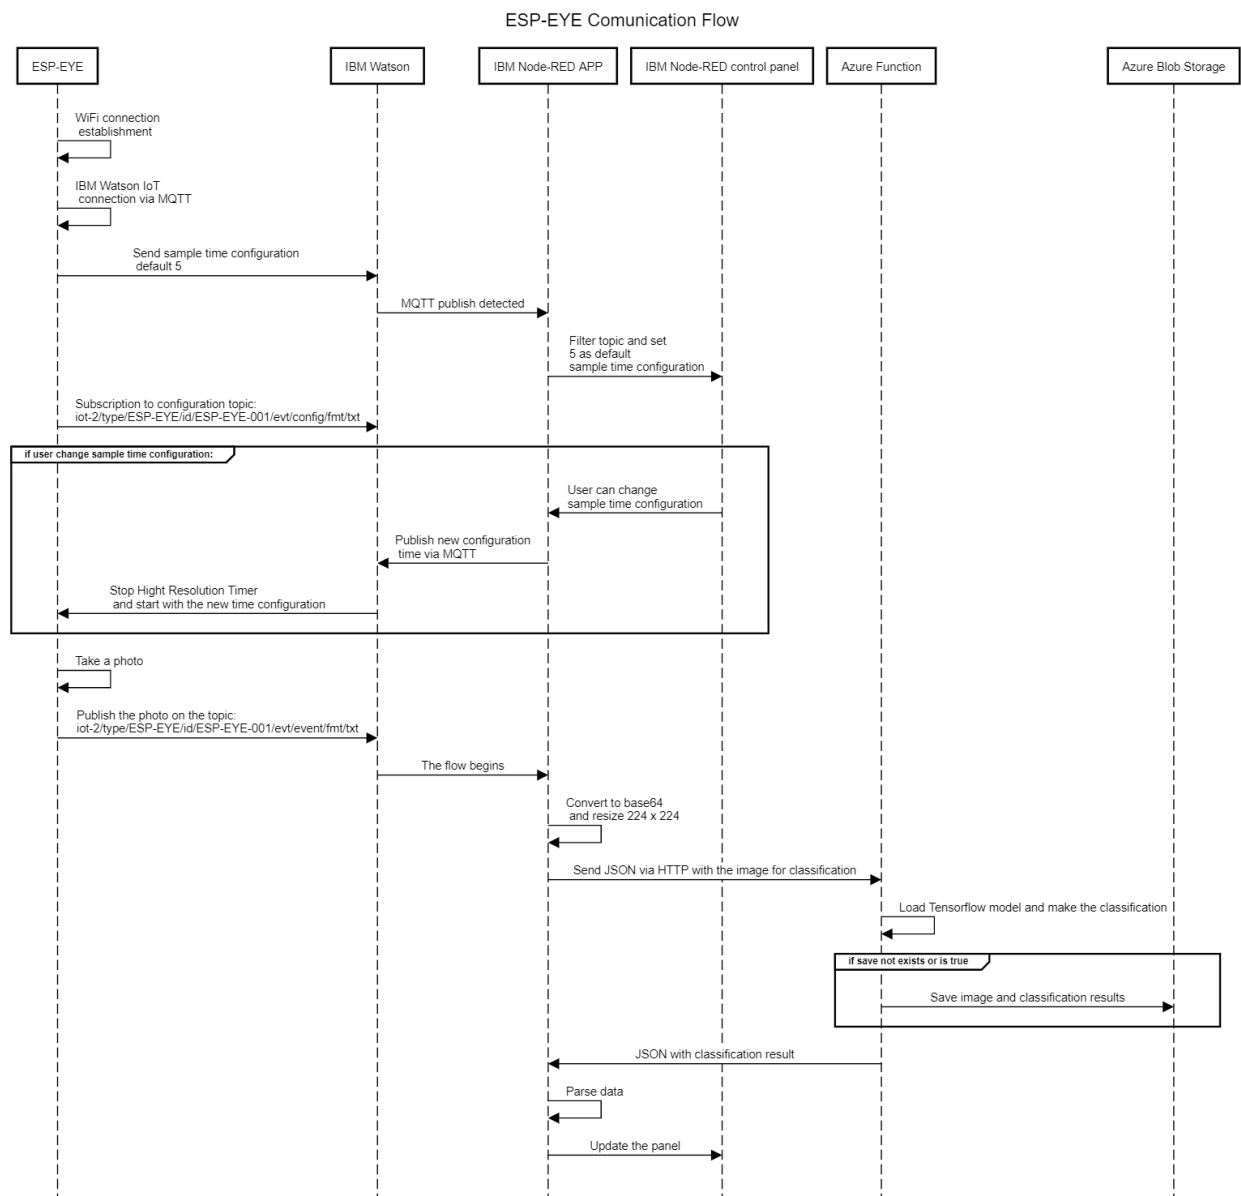 ESP-EYE Comunication Flow
ESP-EYE
IBM Watson
IBM Node-RED APP
IBM Node-RED control panel
Azure Function
Azure Blob Storage
WiFi connection
establishment
IBM Watson IoT
connection via MQTT
Send sample time configuration
default 5
MQTT publish detected
Filter topic and set
5 as default
sample time configuration
Subscription to configuration topic:
iot-2/type/ESP-EYE/id/ESP-EYE-001/evt/config/fmt/txt
if user change sample time configuration:
User can change
sample time configuration
Publish new configuration
time via MQTT
Stop Hight Resolution Timer
and start with the new time configuration
Take a photo
Publish the photo on the topic:
iot-2/type/ESP-EYE/id/ESP-EYE-001/evt/event/fmt/txt
The flow begins
Convert to base64
and resize 224 x 224
Send JSON via HTTP with the image for classification
Load Tensorflow model and make the classification
if save not exists or is true
Save image and classification results
JSON with classification result
Parse data
Update the panel